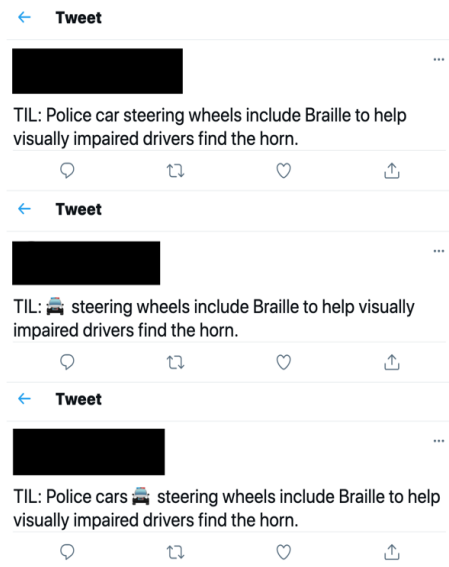 Tweet
TIL: Police car steering wheels include Braille to help
visually impaired drivers find the horn.
Tweet
TIL: 🚔 steering wheels include Braille to help visually
impaired drivers find the horn.
Tweet
TIL: Police cars 🚔 steering wheels include Braille to help
visually impaired drivers find the horn.